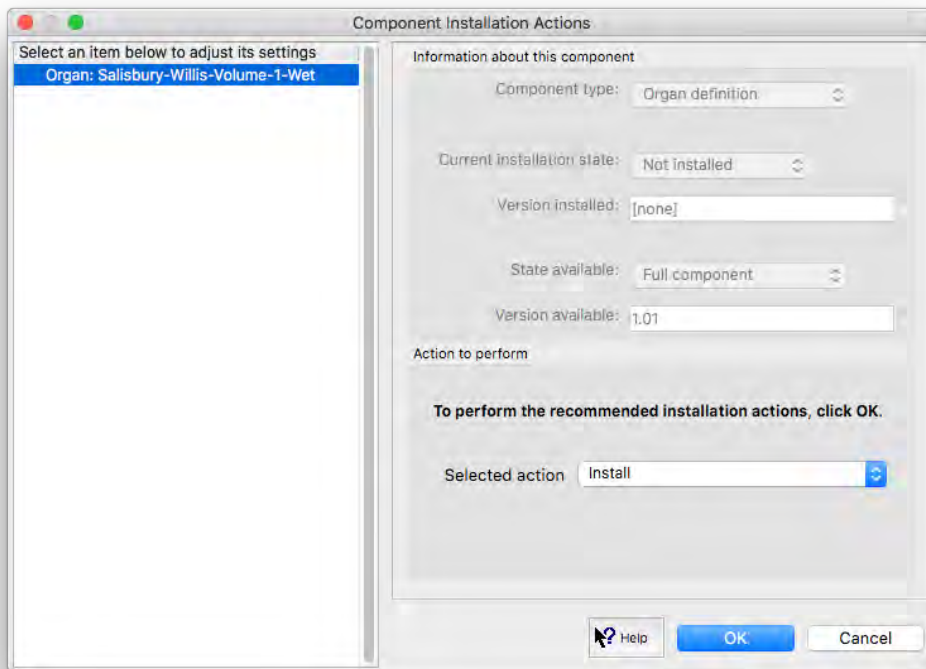 Component Installation Actions
Select an item below to adjust its settings
Organ: Salisbury-Willis-Volume-1-Wet
Information about this component
Component type: Organ definition
Current installation state: Not installed
Version installed: [none]
State available: Full component
Version available: 1.01
Action to perform
To perform the recommended installation actions, click OK.
Selected action Install
? Help OK Cancel